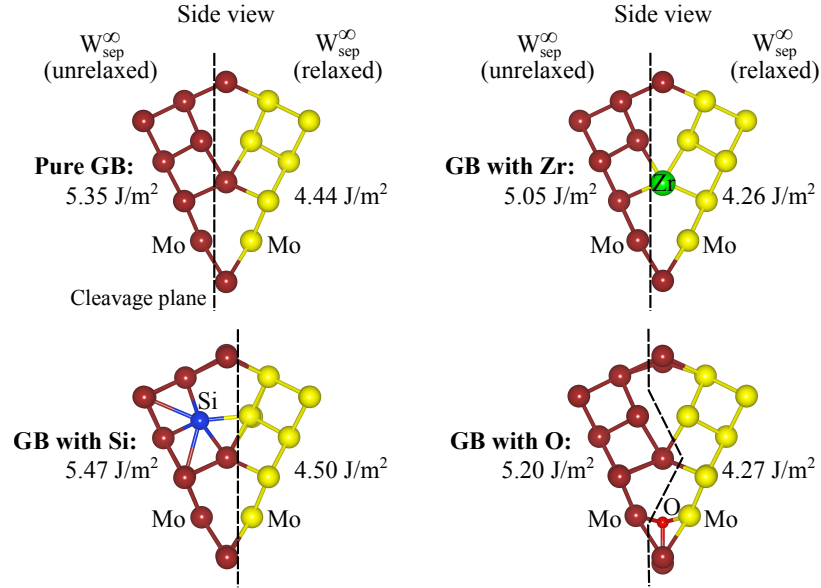 Side view
W∞sep
(unrelaxed)
W∞sep
(relaxed)
Pure GB:
5.35 J/m²
4.44 J/m²
Mo
Mo
Cleavage plane
Side view
W∞sep
(unrelaxed)
W∞sep
(relaxed)
GB with Zr:
Zr
5.05 J/m²
4.26 J/m²
Mo
Mo
Si
GB with Si:
5.47 J/m²
4.50 J/m²
Mo
Mo
GB with O:
5.20 J/m²
4.27 J/m²
O
Mo
Mo